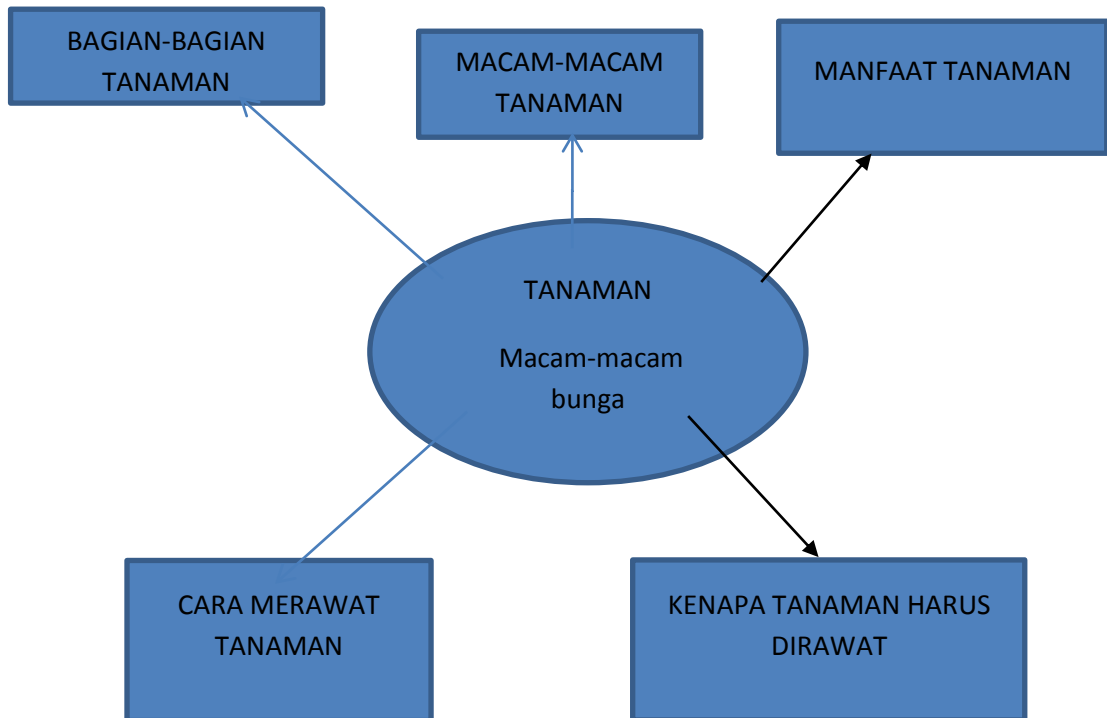 BAGIAN-BAGIAN
TANAMAN
MACAM-MACAM
TANAMAN
MANFAAT TANAMAN
TANAMAN
Macam-macam
bunga
CARA MERAWAT
TANAMAN
KENAPA TANAMAN HARUS
DIRAWAT